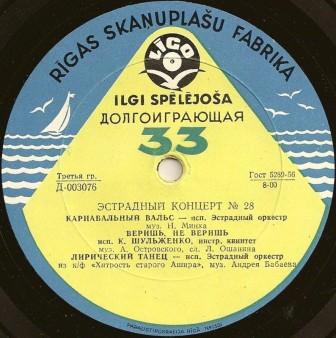 RĪGAS SKAŅUPLAŠU FABRIKA
LĪGO
ILGI SPĒLĒJOŠA
ДОЛГОИГРАЮЩАЯ
33
Третья гр.
Д-003076
Гост 5289-56
8-00
ЭСТРАДНЫЙ КОНЦЕРТ № 28
КАРНАВАЛЬНЫЙ ВАЛЬС — исп. Эстрадный оркестр
муз. Н. Минха
ВЕРИШЬ, НЕ ВЕРИШЬ
исп. К. ШУЛЬЖЕНКО, инстр. квинтет
муз. А. Островского, сл. Л. Ошанина
ЛИРИЧЕСКИЙ ТАНЕЦ — исп. Эстрадный оркестр
из к/ф «Хитрость старого Ашира», муз. Андрея Бабаева